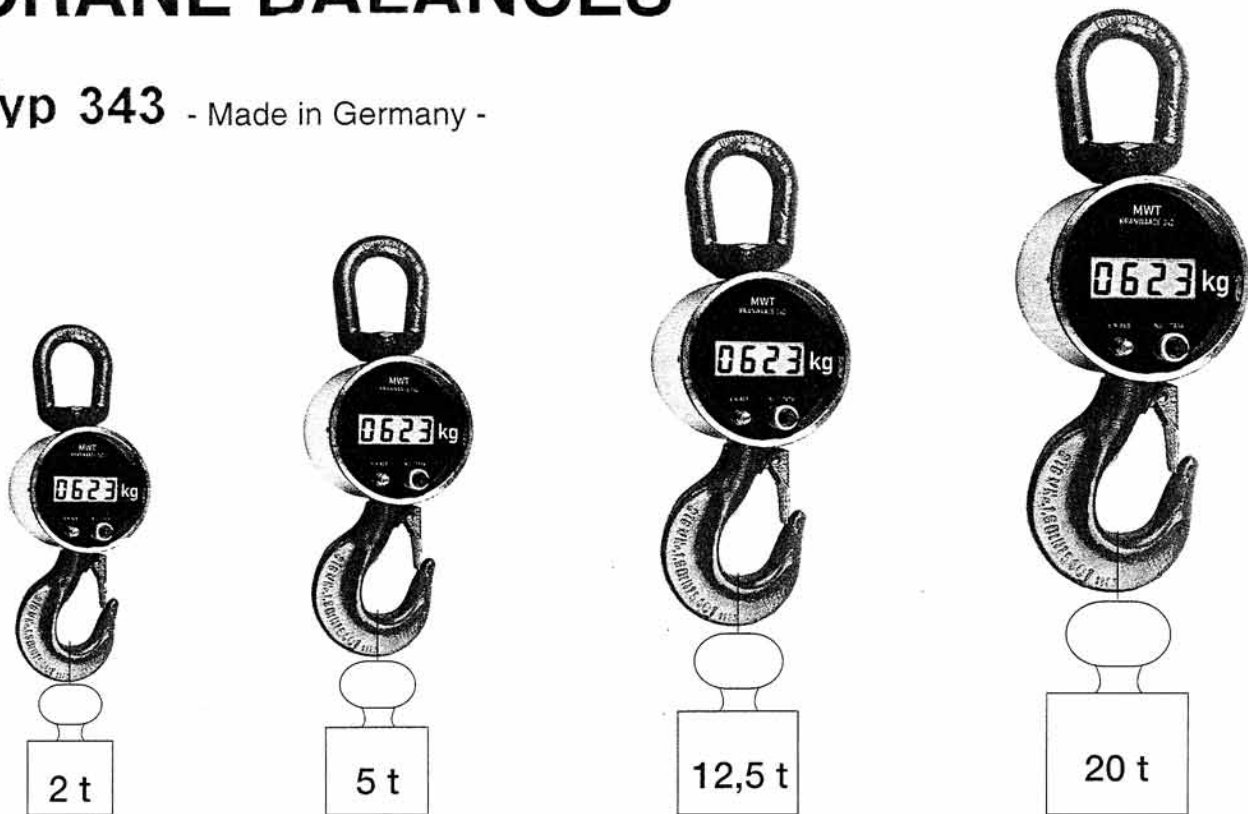 CRANE BALANCES
Typ 343 - Made in Germany -
MWT
0623 kg
MWT
0623 kg
MWT
0623 kg
MWT
0623 kg
2 t
5 t
12,5 t
20 t